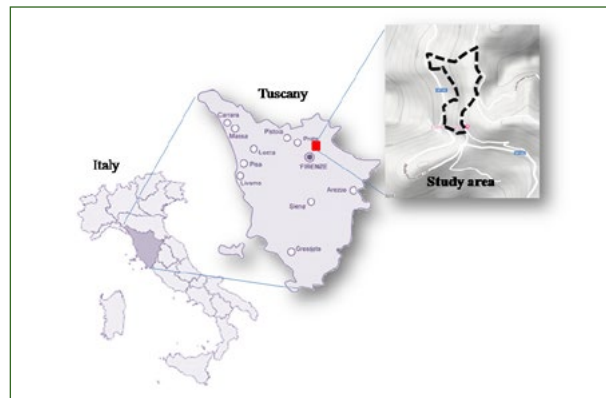 Tuscany
Carrara
Massa
Pistoia
Prato
Lucca
Italy
Pisa
FIRENZE
Livorno
Arezzo
Study area
Siena
Grosseto